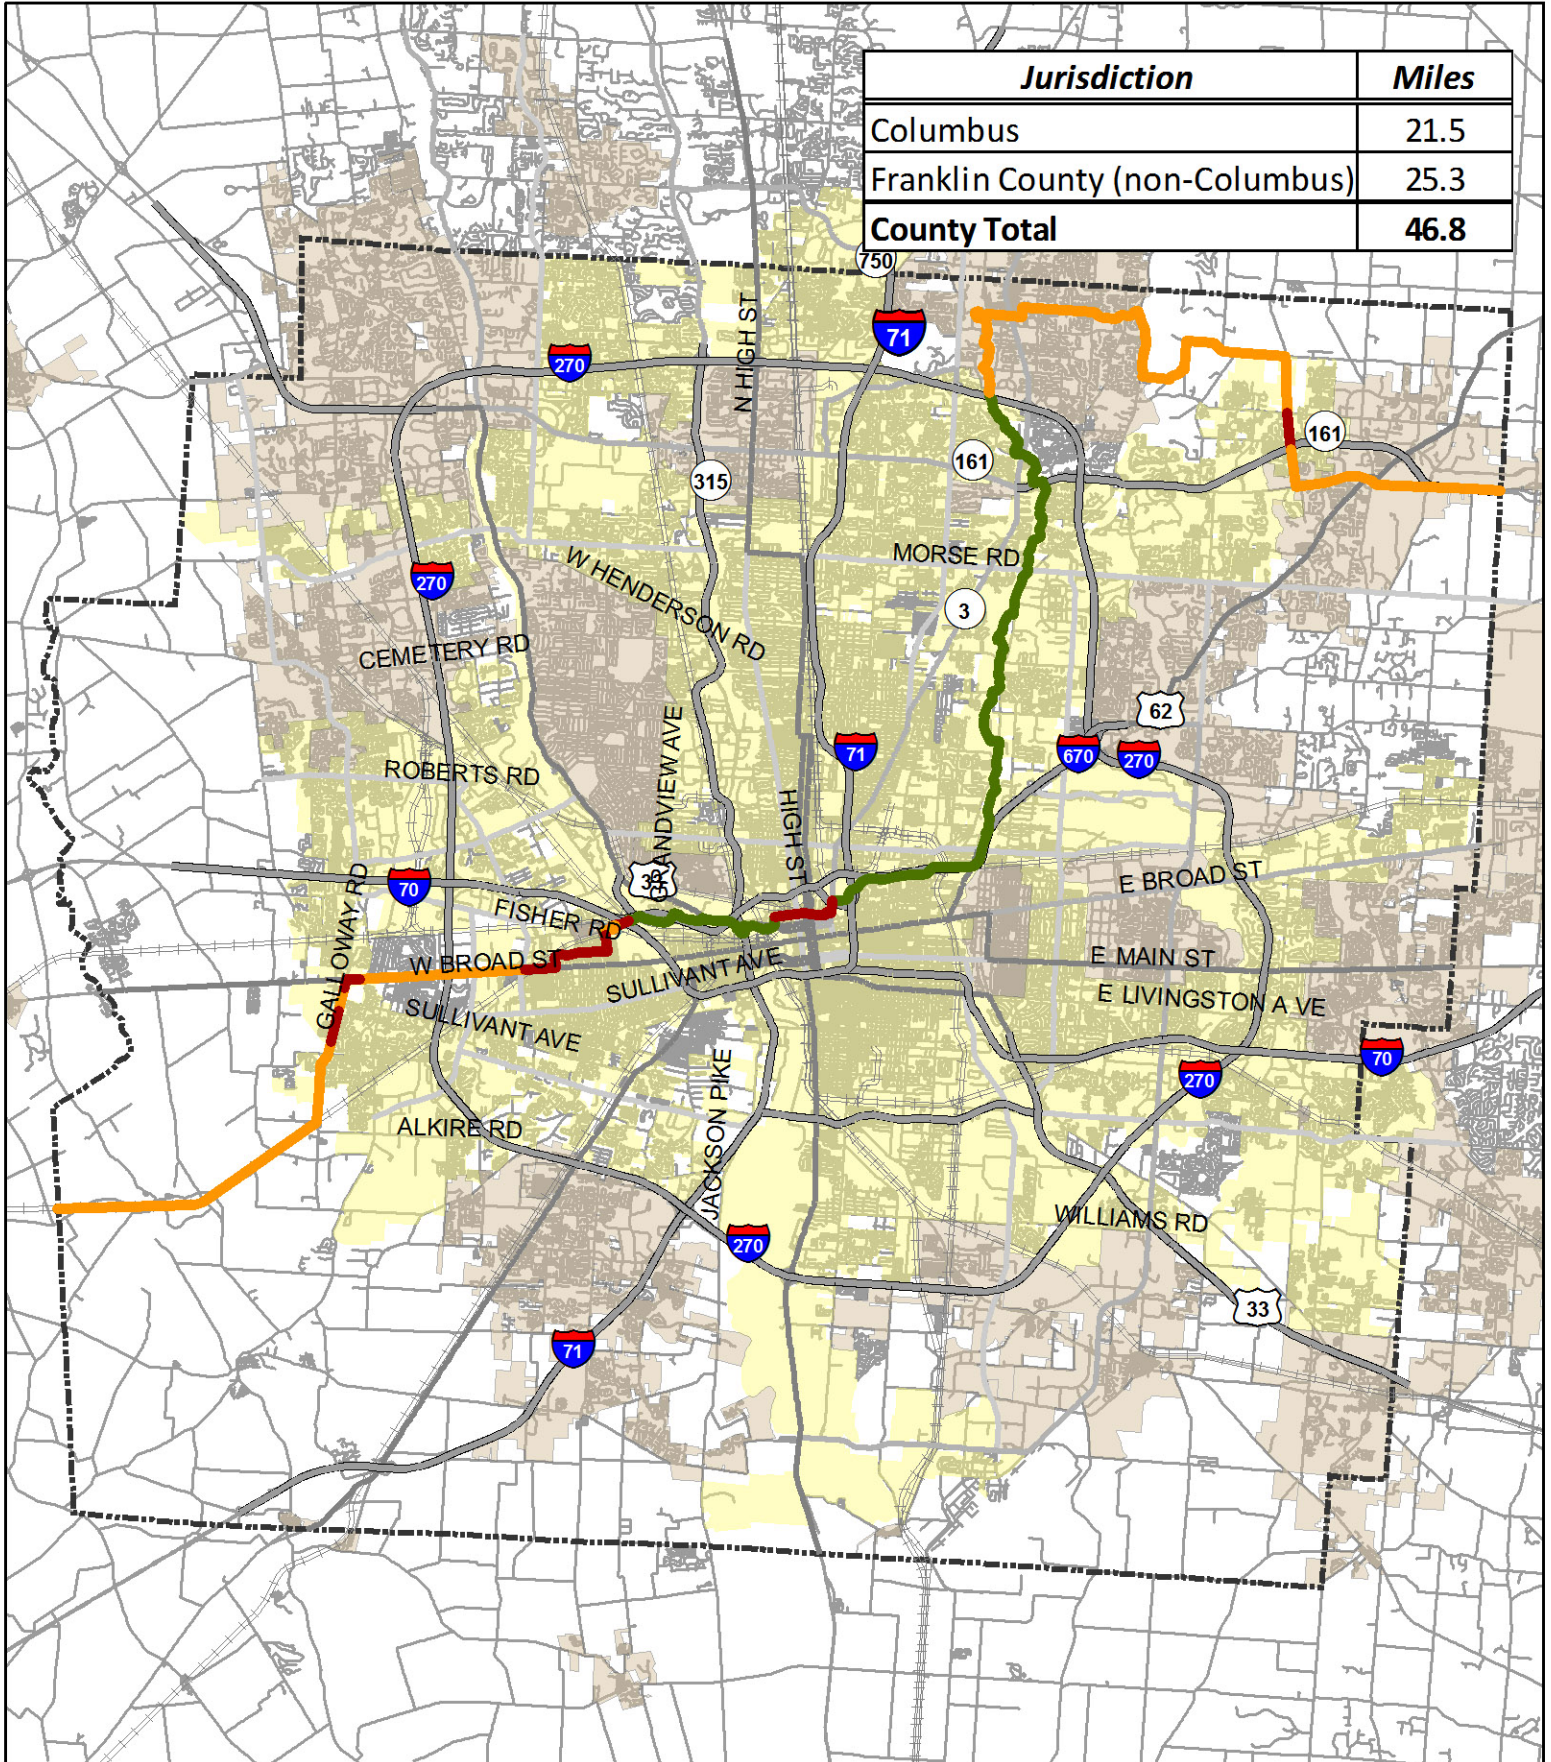 Jurisdiction Miles
Columbus 21.5
Franklin County (non-Columbus) 25.3
County Total 46.8
750
71
270
N HIGH ST
161
161
315
MORSE RD
W HENDERSON RD
270
3
CEMETERY RD
62
GRANDVIEW AVE
71
670
270
ROBERTS RD
HIGH ST
E BROAD ST
70
GALLOWAY RD
FISHER RD
W BROAD ST
E MAIN ST
SULLIVANT AVE
E LIVINGSTON A VE
SULLIVANT AVE
70
270
JACKSON PIKE
ALKIRE RD
WILLIAMS RD
270
33
71